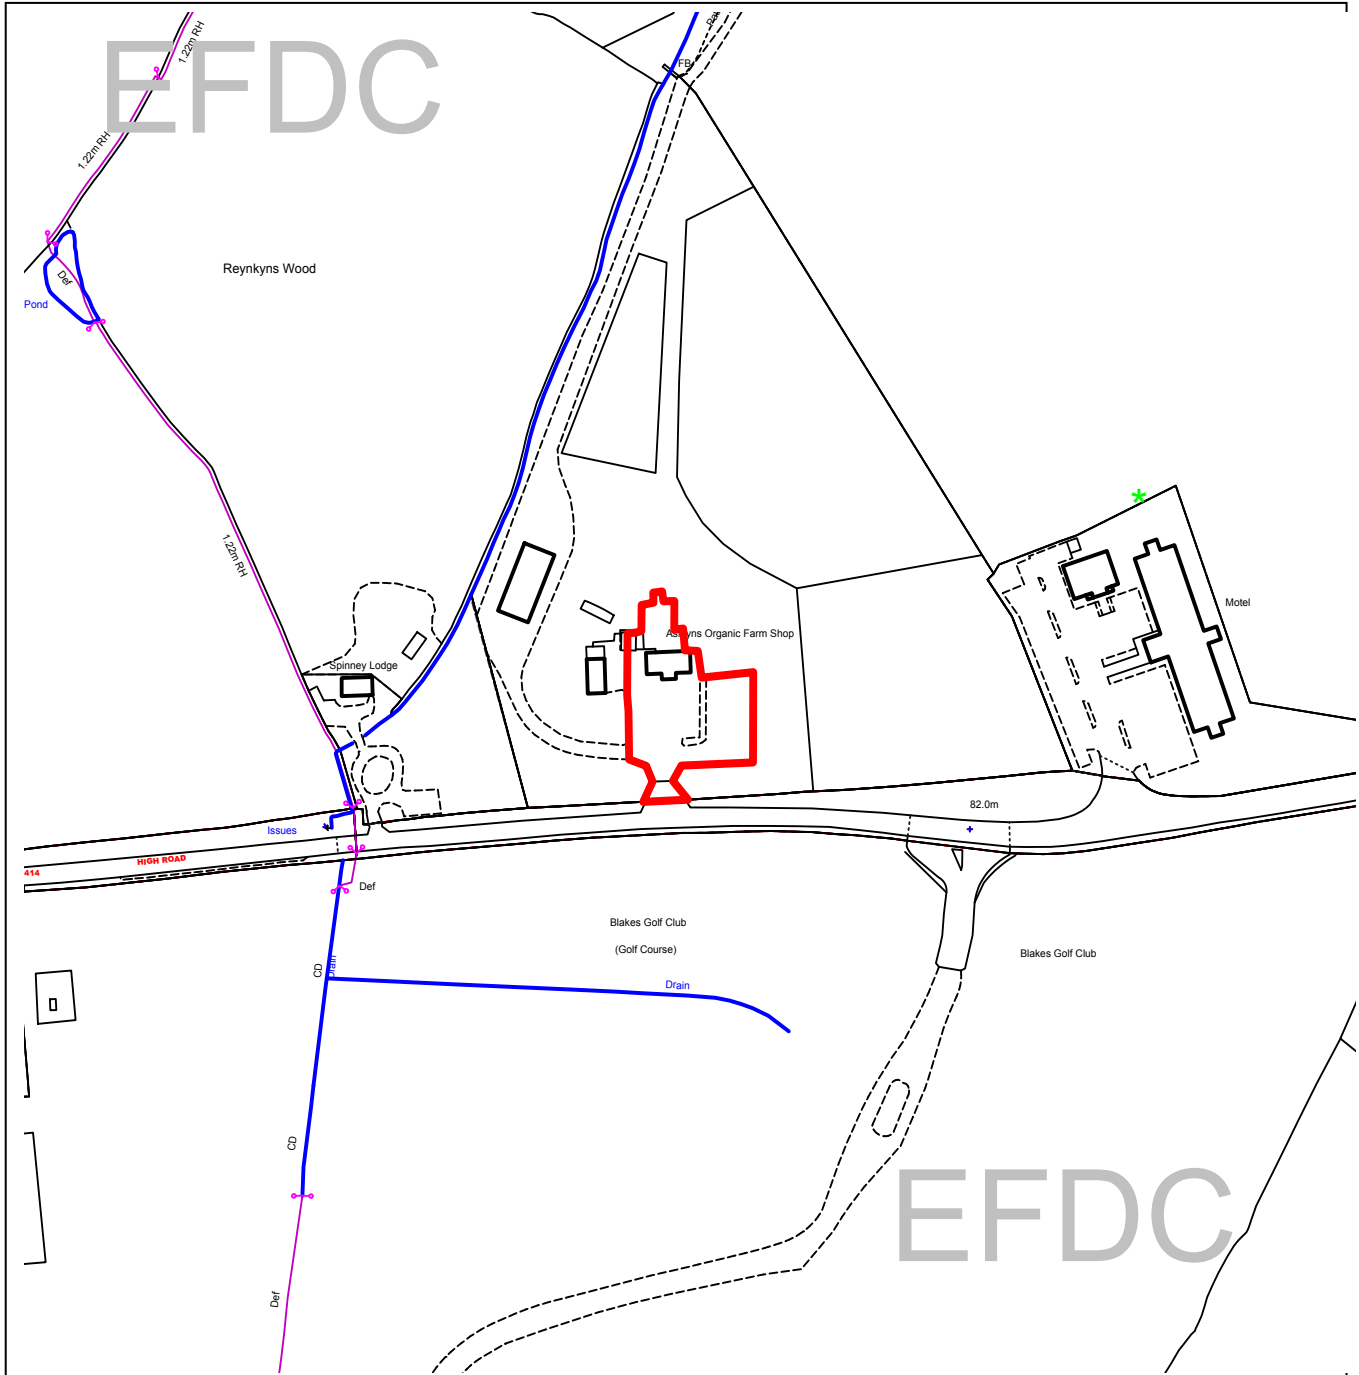 EFDC
1.22m RH
FB
1.22m RH
Reynkyns Wood
Def
Pond
1.22m RH
Motel
Organic Farm Shop
Spinney Lodge
82.0m
Issues
HIGH ROAD
414
Def
Blakes Golf Club
(Golf Course)
Blakes Golf Club
CD
Drain
Drain
CD
EFDC
Def